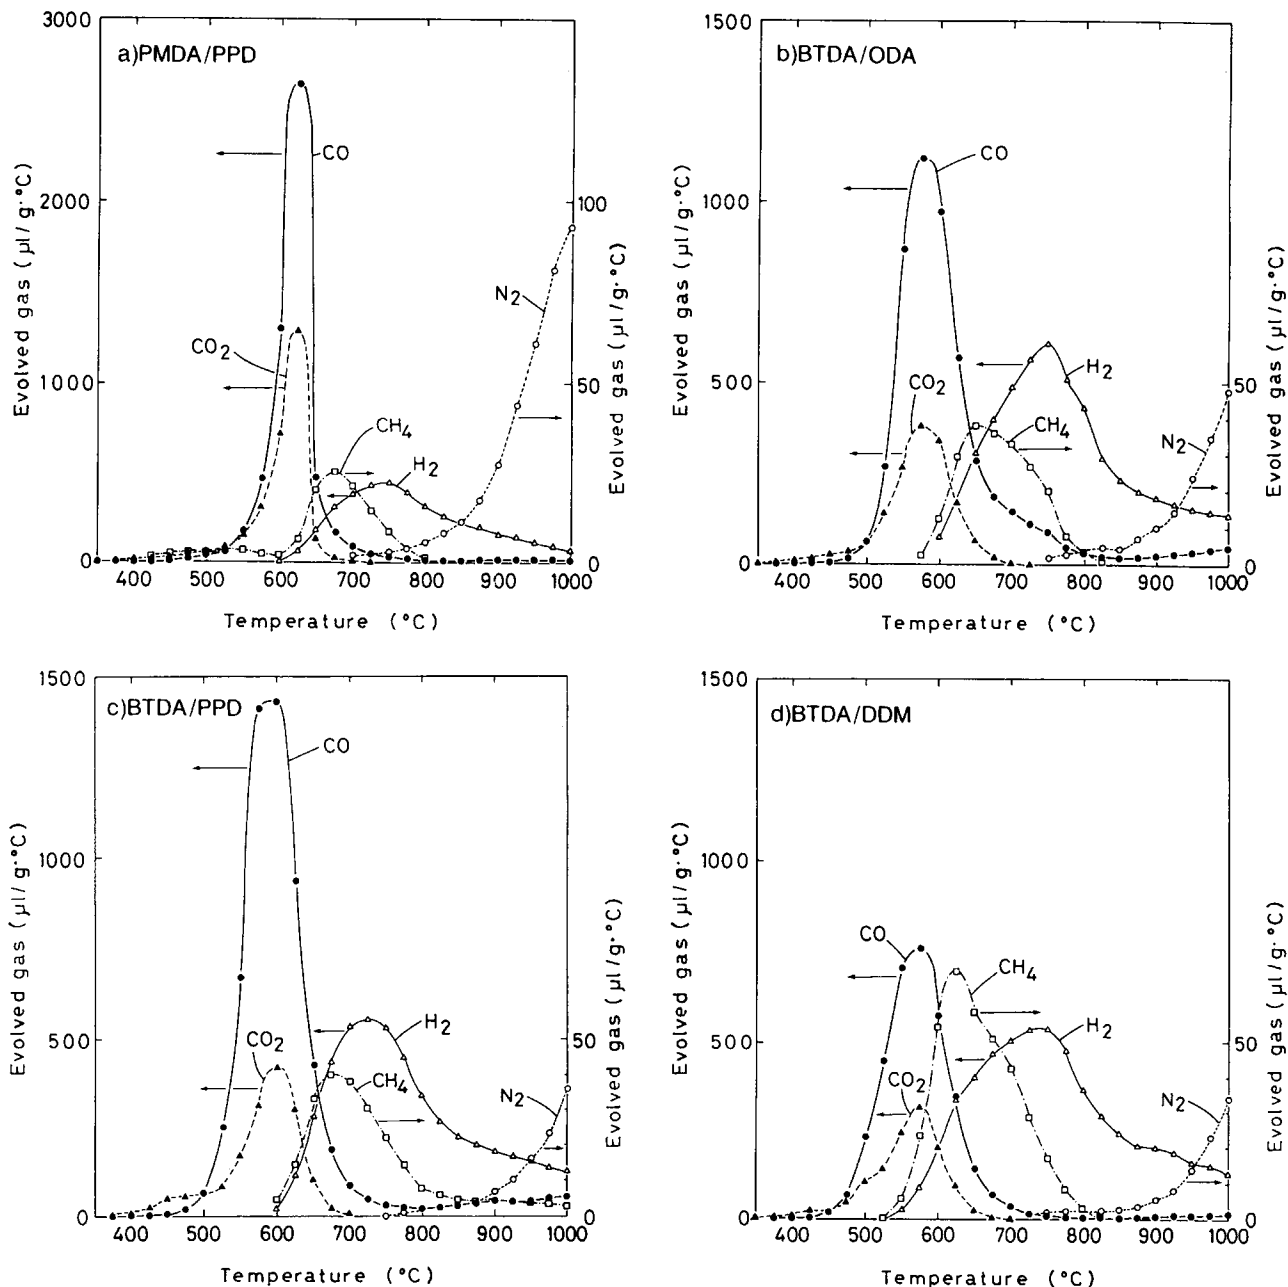 a)PMDA/PPD
3000
2000
1000
0
Evolved gas (μl/g·°C)
CO
CO2
CH4
H2
N2
100
50
0
Evolved gas (μl/g·°C)
400 500 600 700 800 900 1000
Temperature (°C)
b)BTDA/ODA
1500
1000
500
0
Evolved gas (μl/g·°C)
CO
CO2
CH4
H2
N2
50
0
Evolved gas (μl/g·°C)
400 500 600 700 800 900 1000
Temperature (°C)
c)BTDA/PPD
1500
1000
500
0
Evolved gas (μl/g·°C)
CO
CO2
CH4
H2
N2
50
0
Evolved gas (μl/g·°C)
400 500 600 700 800 900 1000
Temperature (°C)
d)BTDA/DDM
1500
1000
500
0
Evolved gas (μl/g·°C)
CO
CO2
CH4
H2
N2
50
0
Evolved gas (μl/g·°C)
400 500 600 700 800 900 1000
Temperature (°C)